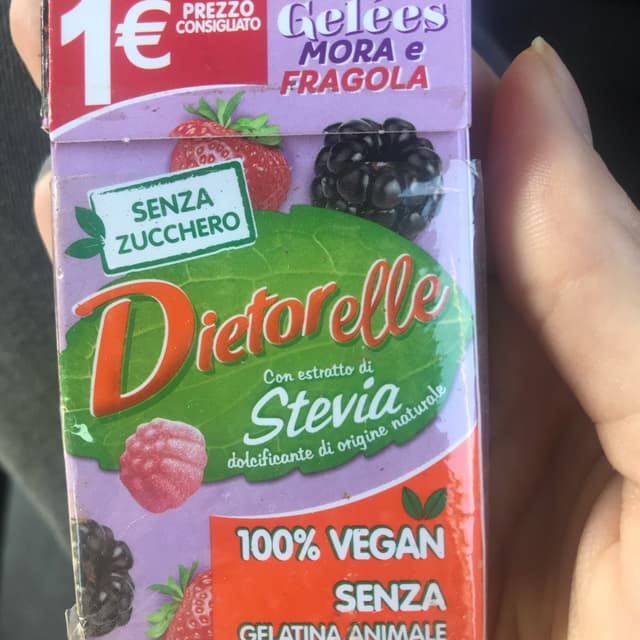 1€
PREZZO
CONSIGLIATO
Gelées
MORA e
FRAGOLA
SENZA
ZUCCHERO
Dietorelle
Con estratto di
Stevia
dolcificante di origine naturale
100% VEGAN
SENZA
GELATINA ANIMALE